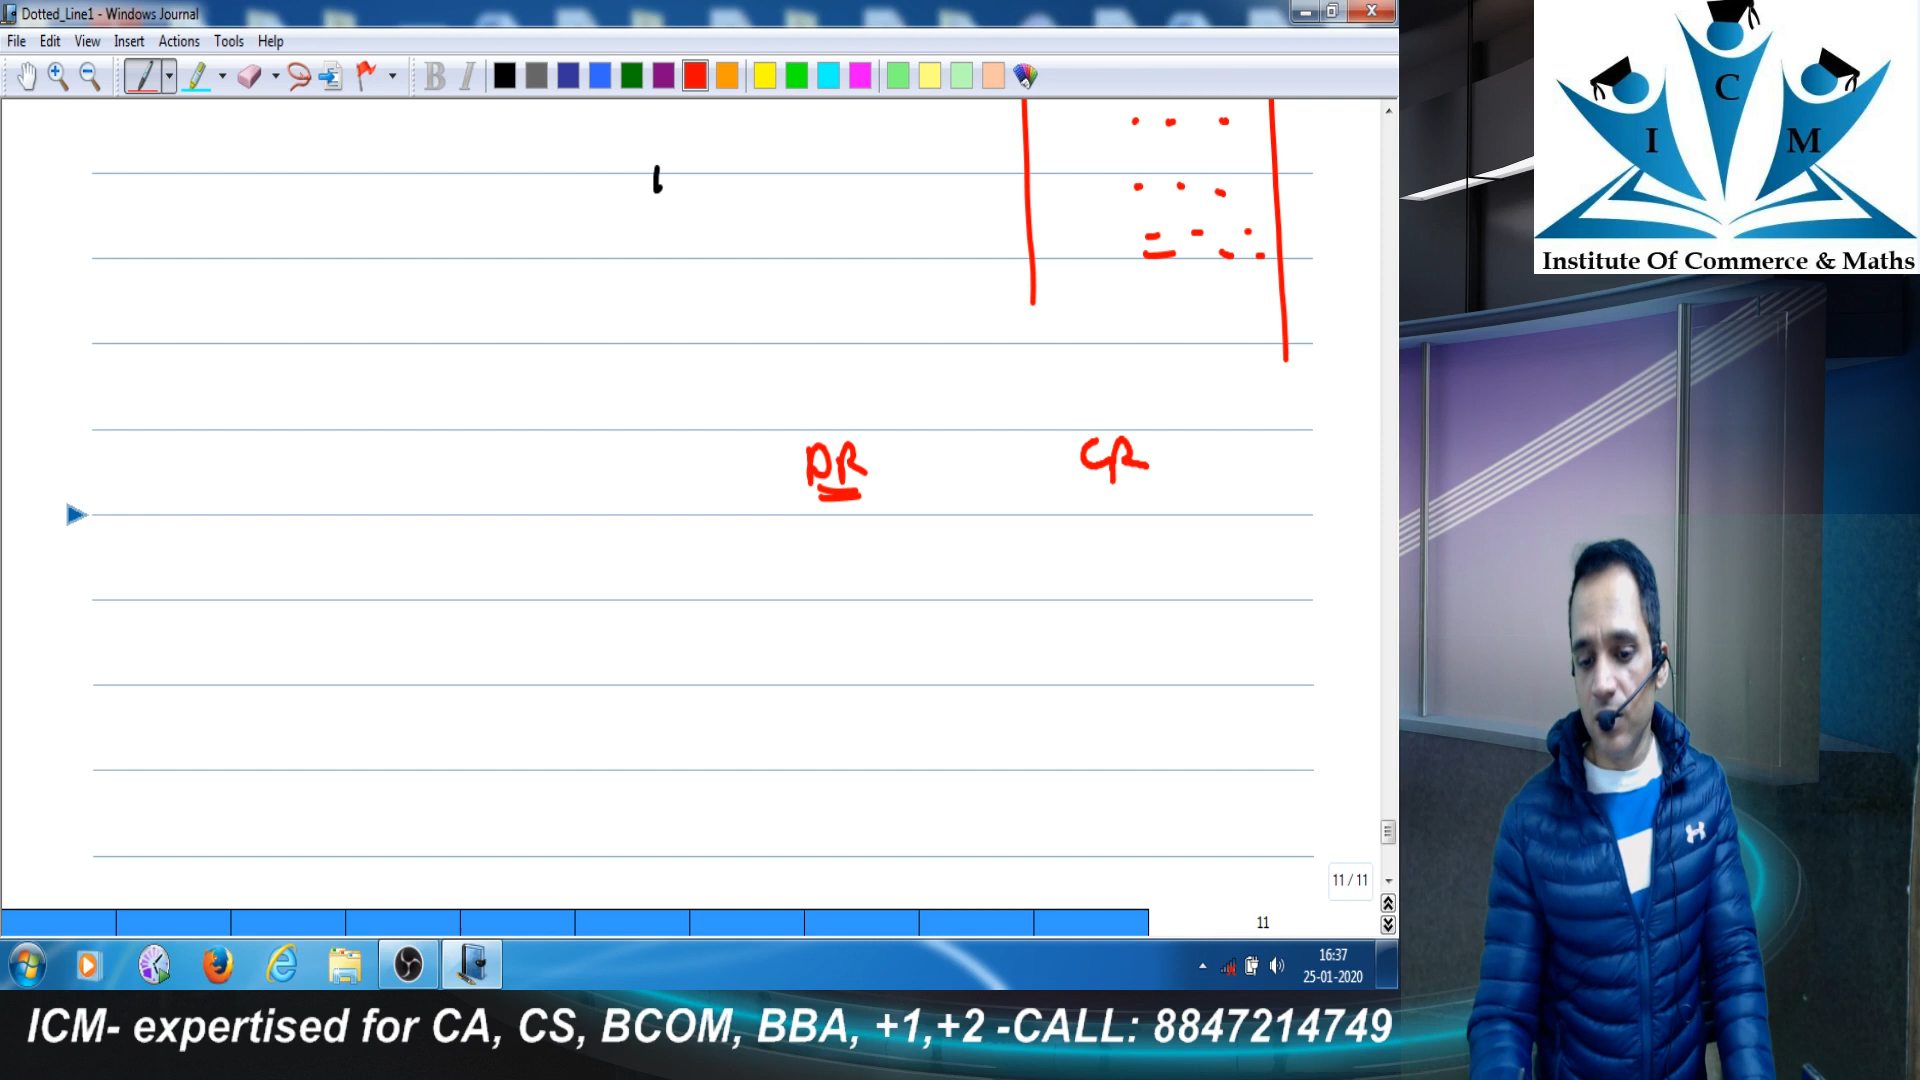 Dotted_Line1 - Windows Journal
File Edit View Insert Actions Tools Help
B I
I C M
Institute Of Commerce & Maths
DR CR
11 / 11
11
16:37
25-01-2020
ICM- expertised for CA, CS, BCOM, BBA, +1,+2 -CALL: 8847214749